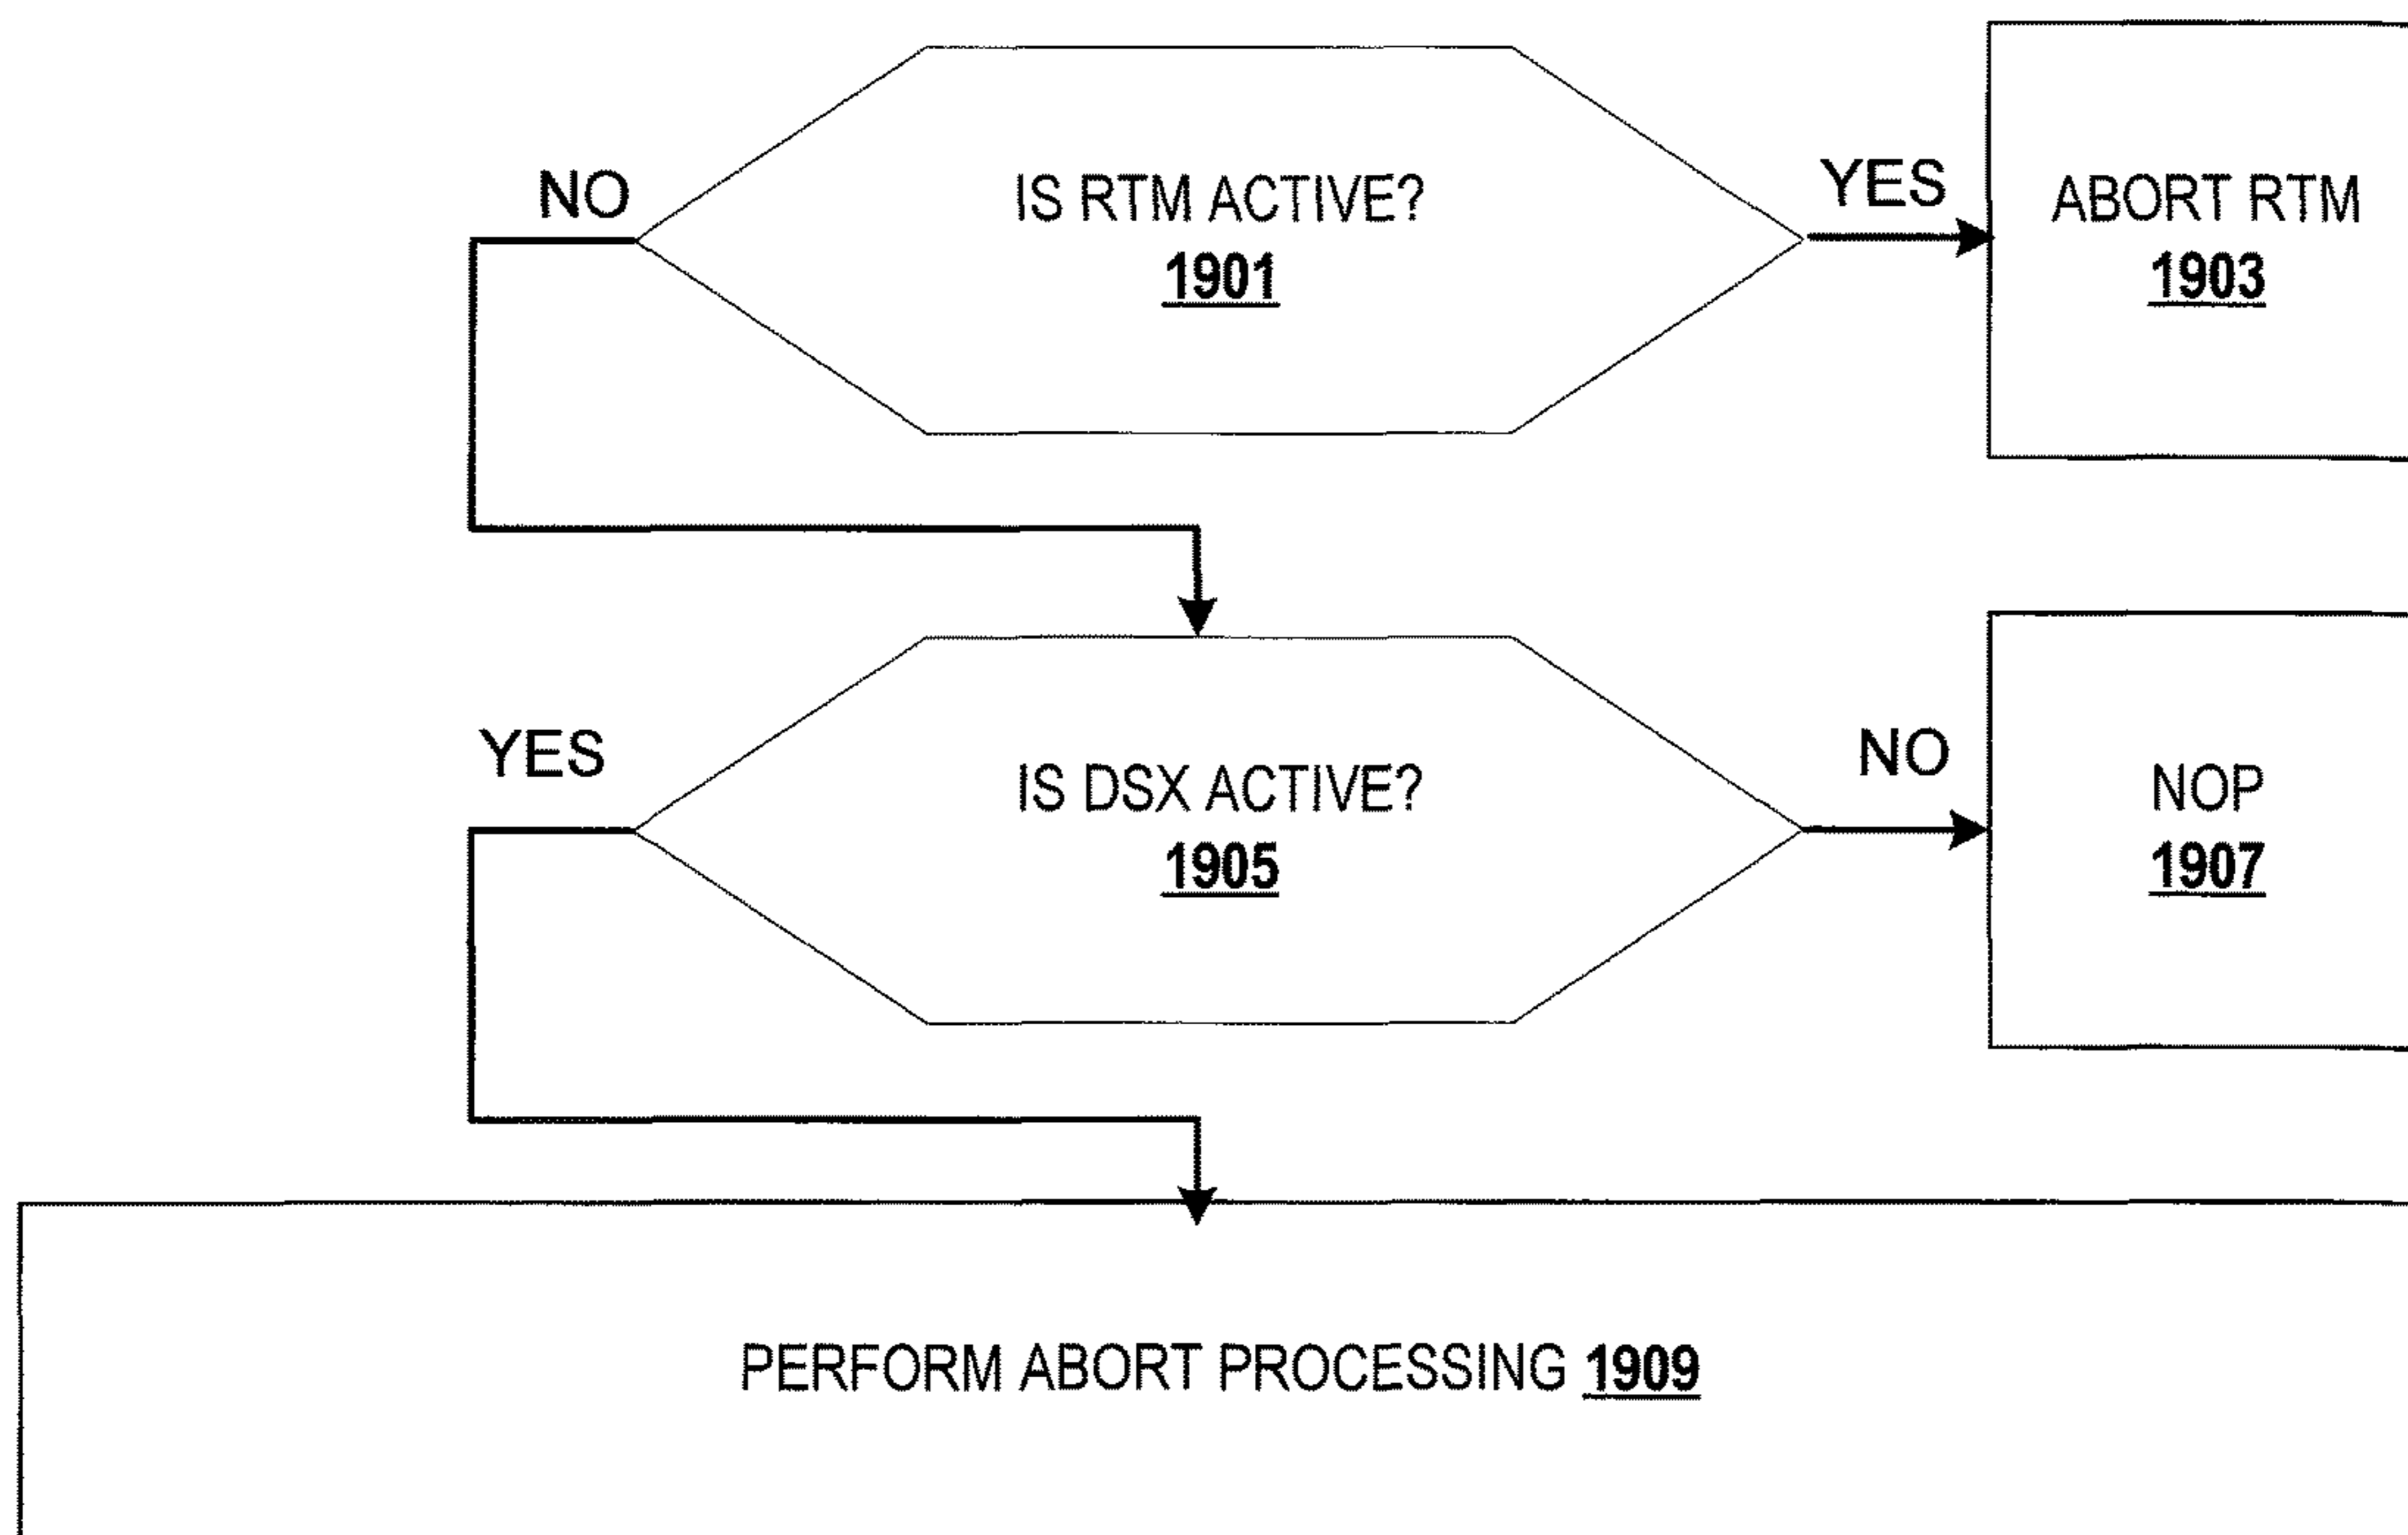 NO
IS RTM ACTIVE?
1901
YES
ABORT RTM
1903
YES
IS DSX ACTIVE?
1905
NO
NOP
1907
PERFORM ABORT PROCESSING 1909